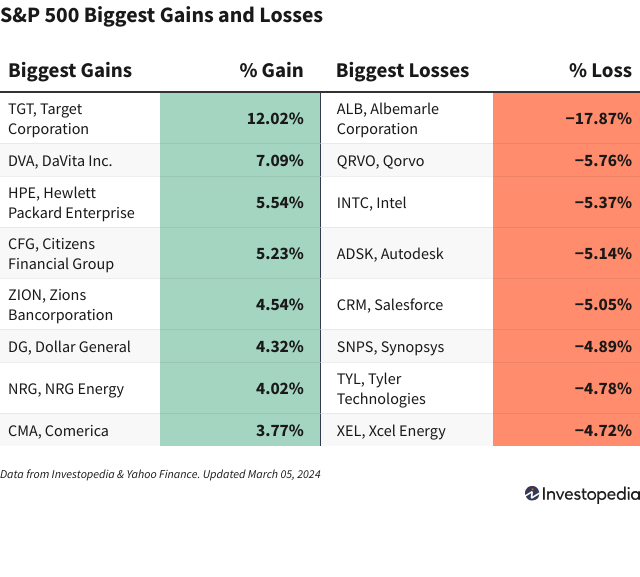 S&P 500 Biggest Gains and Losses
Biggest Gains % Gain Biggest Losses % Loss
TGT, Target Corporation 12.02% ALB, Albemarle Corporation −17.87%
DVA, DaVita Inc. 7.09% QRVO, Qorvo −5.76%
HPE, Hewlett Packard Enterprise 5.54% INTC, Intel −5.37%
CFG, Citizens Financial Group 5.23% ADSK, Autodesk −5.14%
ZION, Zions Bancorporation 4.54% CRM, Salesforce −5.05%
DG, Dollar General 4.32% SNPS, Synopsys −4.89%
NRG, NRG Energy 4.02% TYL, Tyler Technologies −4.78%
CMA, Comerica 3.77% XEL, Xcel Energy −4.72%
Data from Investopedia & Yahoo Finance. Updated March 05, 2024
Investopedia